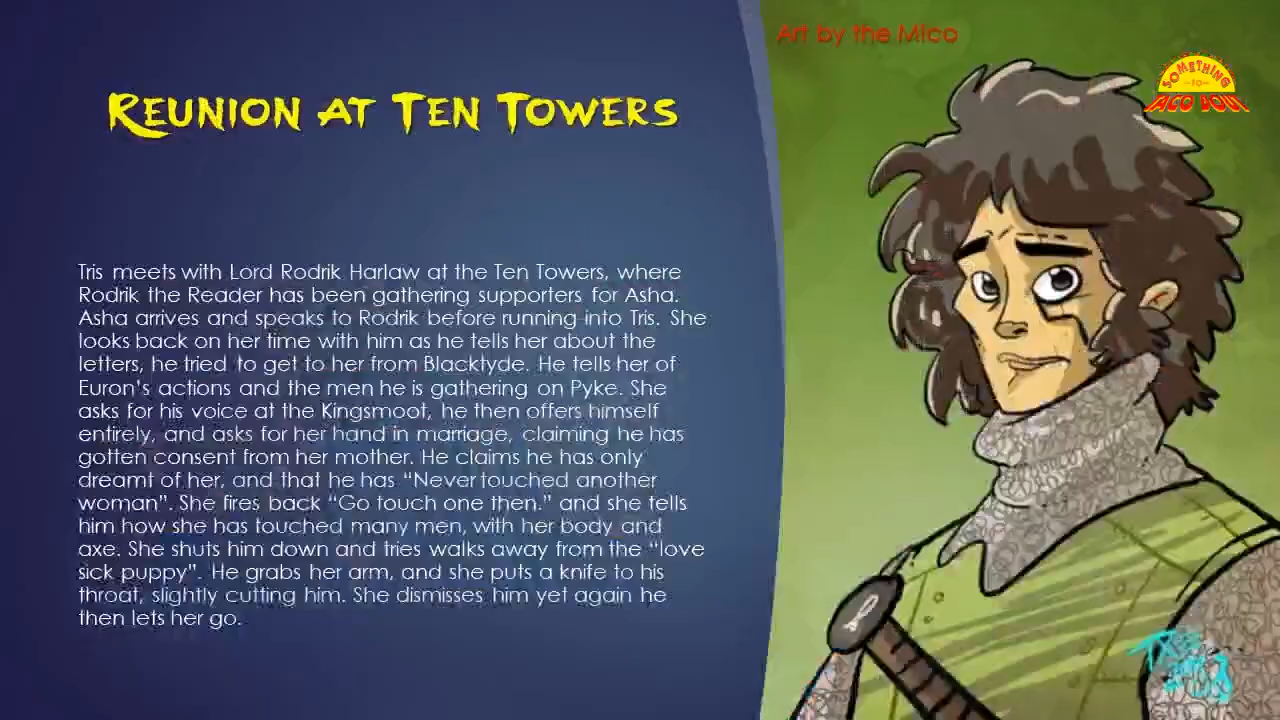 Art by the Mico
SOMETHING
-TO-
TACO BOUT
REUNION AT TEN TOWERS
Tris meets with Lord Rodrik Harlaw at the Ten Towers, where
Rodrik the Reader has been gathering supporters for Asha.
Asha arrives and speaks to Rodrik before running into Tris. She
looks back on her time with him as he tells her about the
letters, he tried to get to her from Blacktyde. He tells her of
Euron's actions and the men he is gathering on Pyke. She
asks for his voice at the Kingsmoot, he then offers himself
entirely, and asks for her hand in marriage, claiming he has
gotten consent from her mother. He claims he has only
dreamt of her, and that he has "Never touched another
woman". She fires back "Go touch one then." and she tells
him how she has touched many men, with her body and
axe. She shuts him down and tries walks away from the "love
sick puppy". He grabs her arm, and she puts a knife to his
throat, slightly cutting him. She dismisses him yet again he
then lets her go.